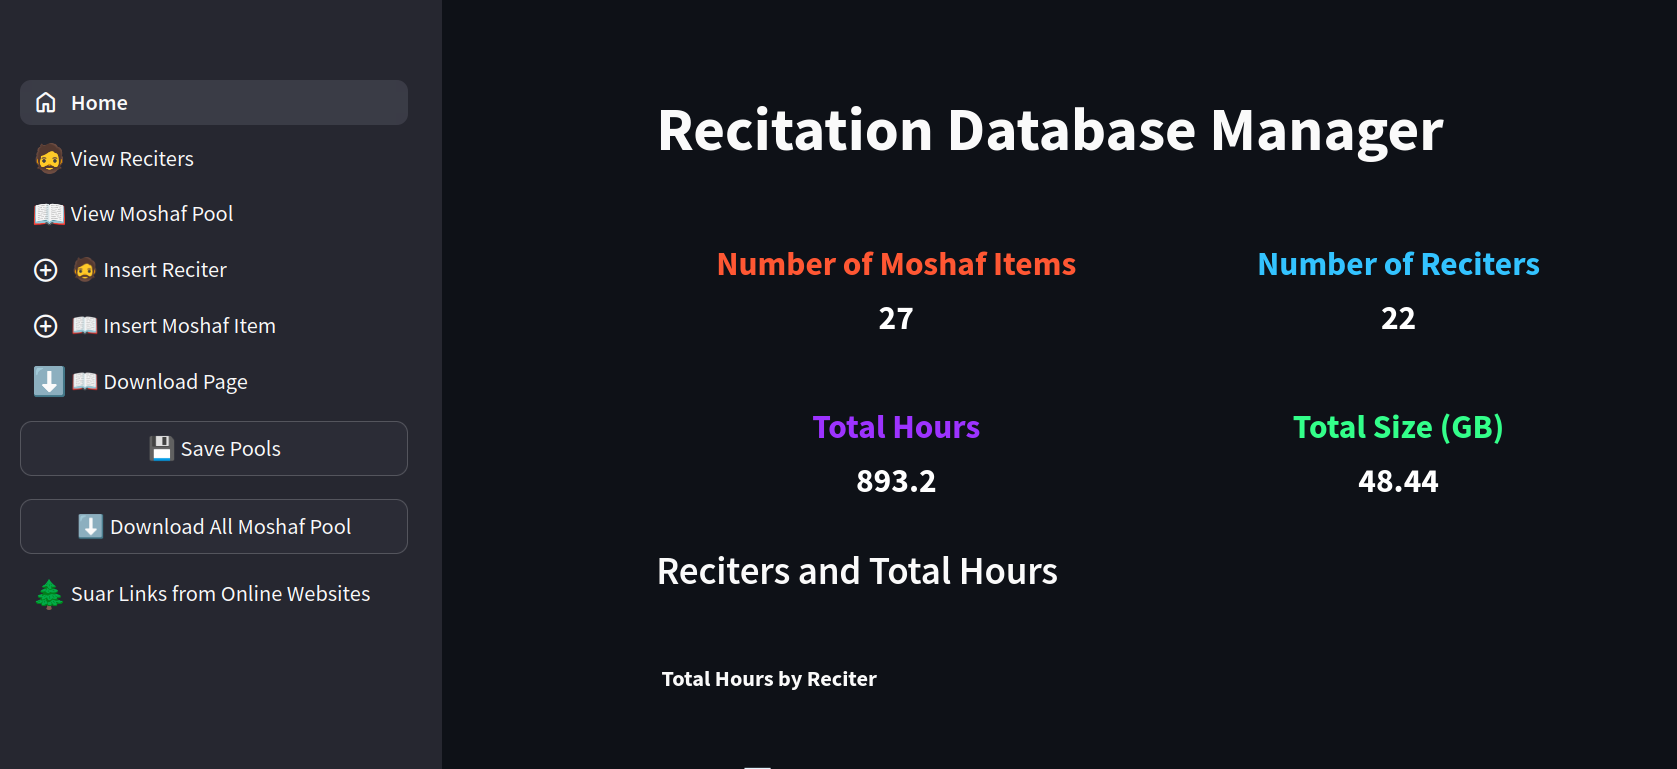 Home
View Reciters
View Moshaf Pool
Insert Reciter
Insert Moshaf Item
Download Page
Save Pools
Download All Moshaf Pool
Suar Links from Online Websites
Recitation Database Manager
Number of Moshaf Items
27
Number of Reciters
22
Total Hours
893.2
Total Size (GB)
48.44
Reciters and Total Hours
Total Hours by Reciter